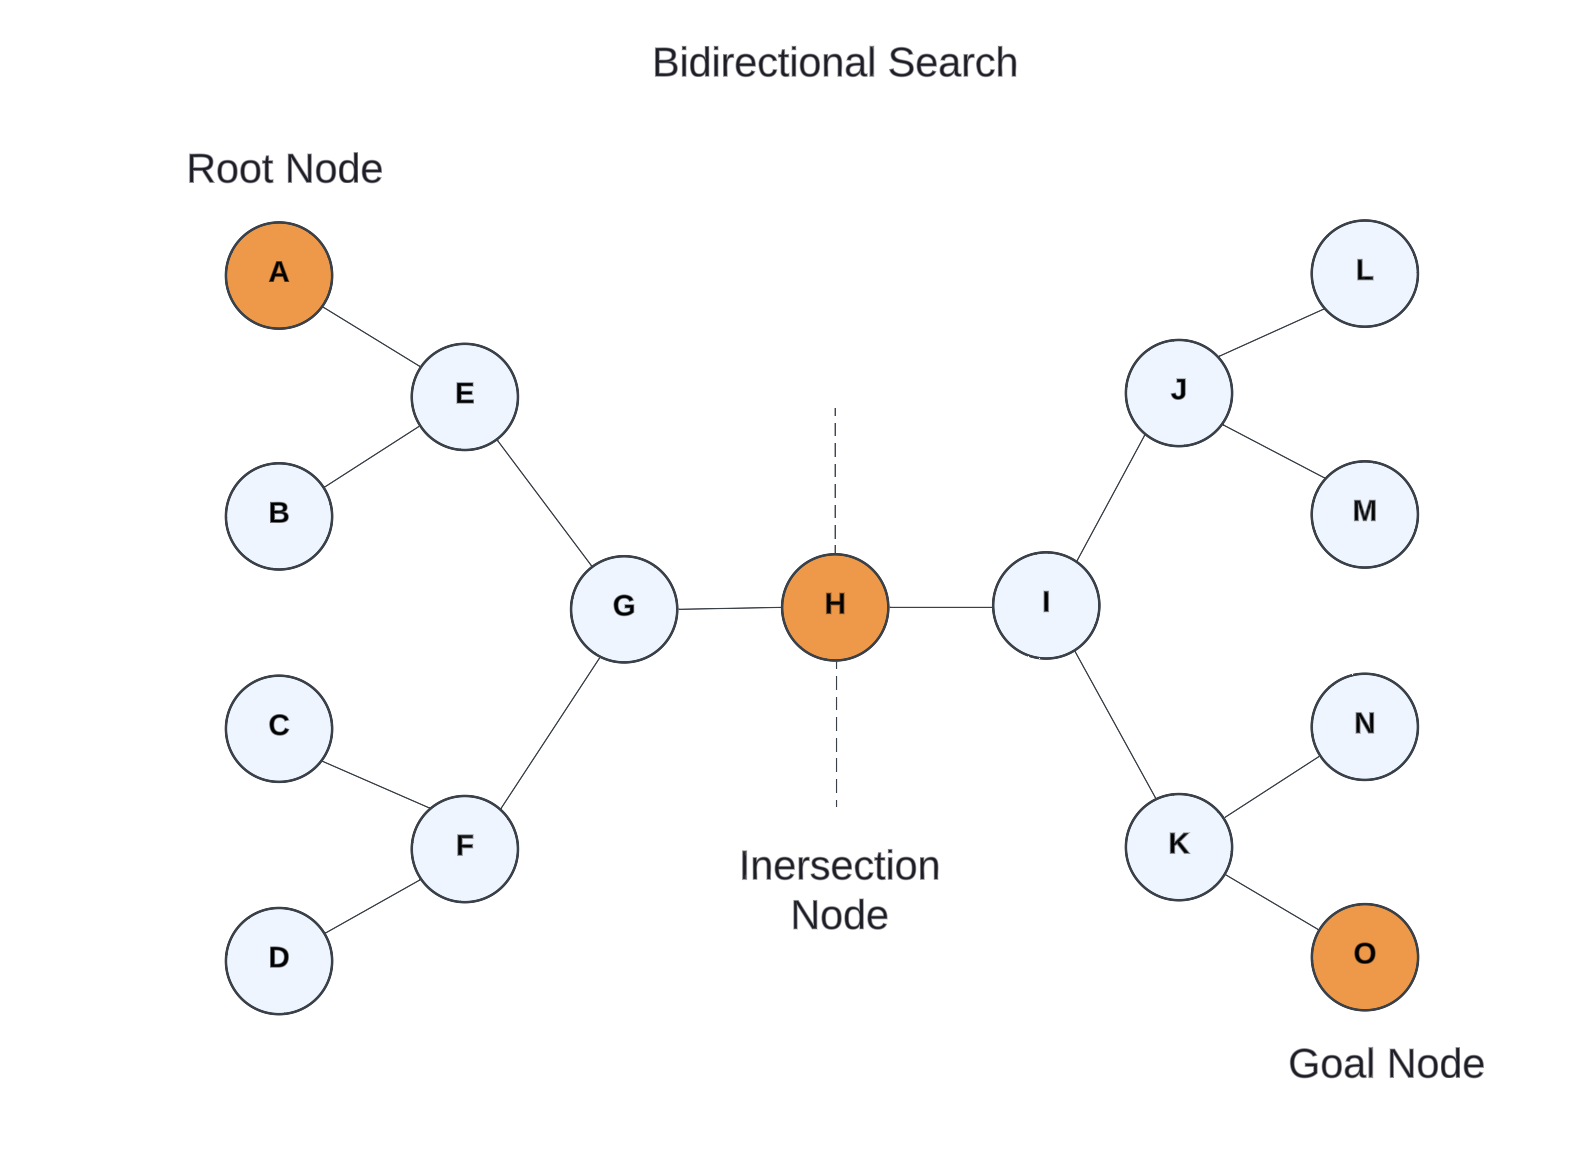 Bidirectional Search
Root Node
A
L
E
J
B
M
G
H
I
C
N
F
K
D
O
Inersection
Node
Goal Node